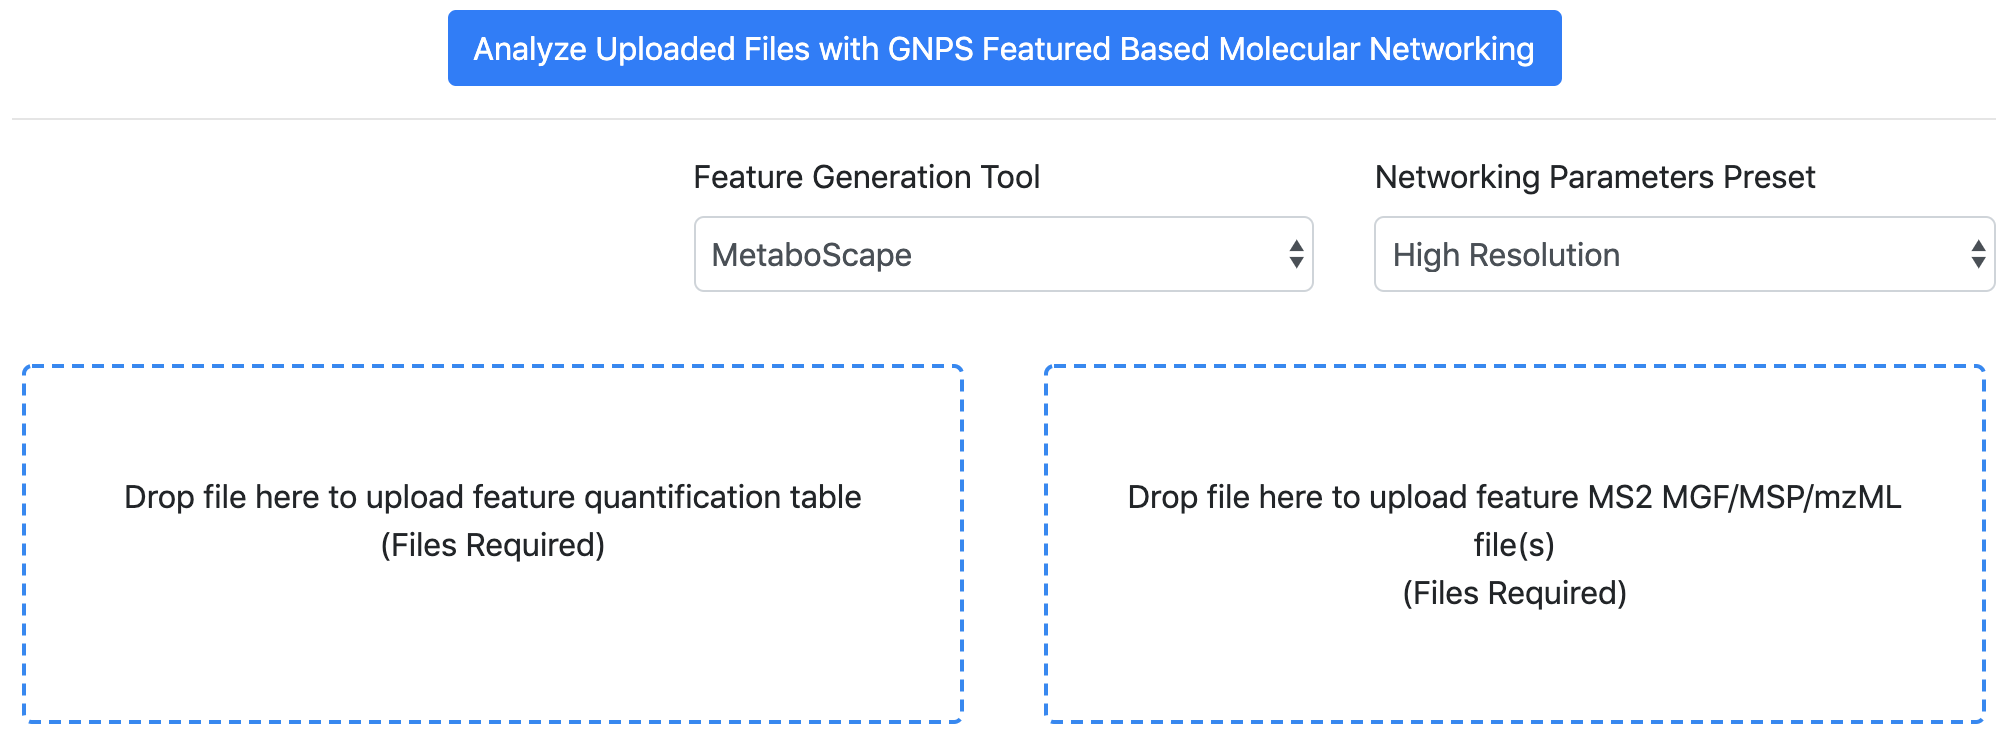 Analyze Uploaded Files with GNPS Featured Based Molecular Networking
Feature Generation Tool
Networking Parameters Preset
MetaboScape
High Resolution
Drop file here to upload feature quantification table
(Files Required)
Drop file here to upload feature MS2 MGF/MSP/mzML
file(s)
(Files Required)